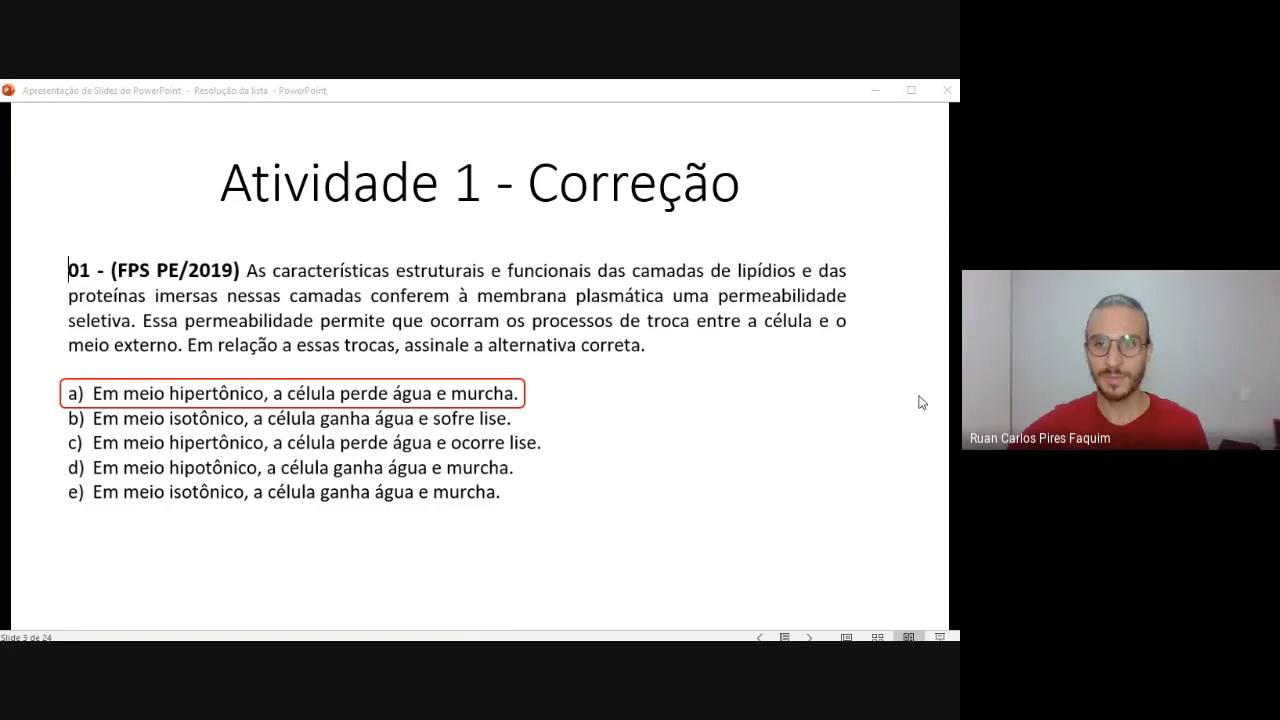 Apresentação de Slides do PowerPoint - Resolução da lista - PowerPoint
Atividade 1 - Correção
01 - (FPS PE/2019) As características estruturais e funcionais das camadas de lipídios e das
proteínas imersas nessas camadas conferem à membrana plasmática uma permeabilidade
seletiva. Essa permeabilidade permite que ocorram os processos de troca entre a célula e o
meio externo. Em relação a essas trocas, assinale a alternativa correta.
a) Em meio hipertônico, a célula perde água e murcha.
b) Em meio isotônico, a célula ganha água e sofre lise.
c) Em meio hipertônico, a célula perde água e ocorre lise.
d) Em meio hipotônico, a célula ganha água e murcha.
e) Em meio isotônico, a célula ganha água e murcha.
Slide 3 de 24
Ruan Carlos Pires Faquim